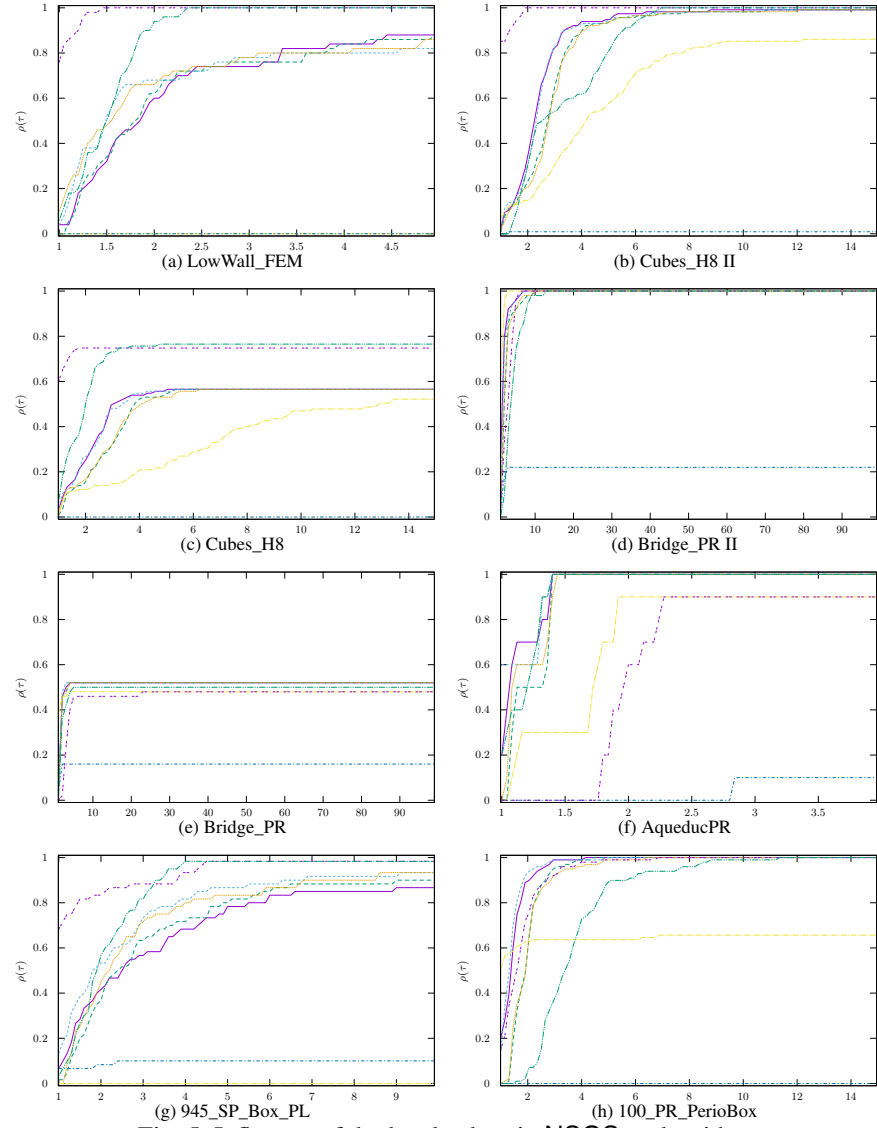 1
0.8
0.6
0.4
0.2
0
ρ(τ)
1 1.5 2 2.5 3 3.5 4 4.5
(a) LowWall_FEM
1
0.8
0.6
0.4
0.2
0
ρ(τ)
2 4 6 8 10 12 14
(b) Cubes_H8 II
1
0.8
0.6
0.4
0.2
0
ρ(τ)
2 4 6 8 10 12 14
(c) Cubes_H8
1
0.8
0.6
0.4
0.2
0
ρ(τ)
10 20 30 40 50 60 70 80 90
(d) Bridge_PR II
1
0.8
0.6
0.4
0.2
0
ρ(τ)
10 20 30 40 50 60 70 80 90
(e) Bridge_PR
1
0.8
0.6
0.4
0.2
0
ρ(τ)
1 1.5 2 2.5 3 3.5
(f) AqueducPR
1
0.8
0.6
0.4
0.2
0
ρ(τ)
1 2 3 4 5 6 7 8 9
(g) 945_SP_Box_PL
1
0.8
0.6
0.4
0.2
0
ρ(τ)
2 4 6 8 10 12 14
(h) 100_PR_PerioBox